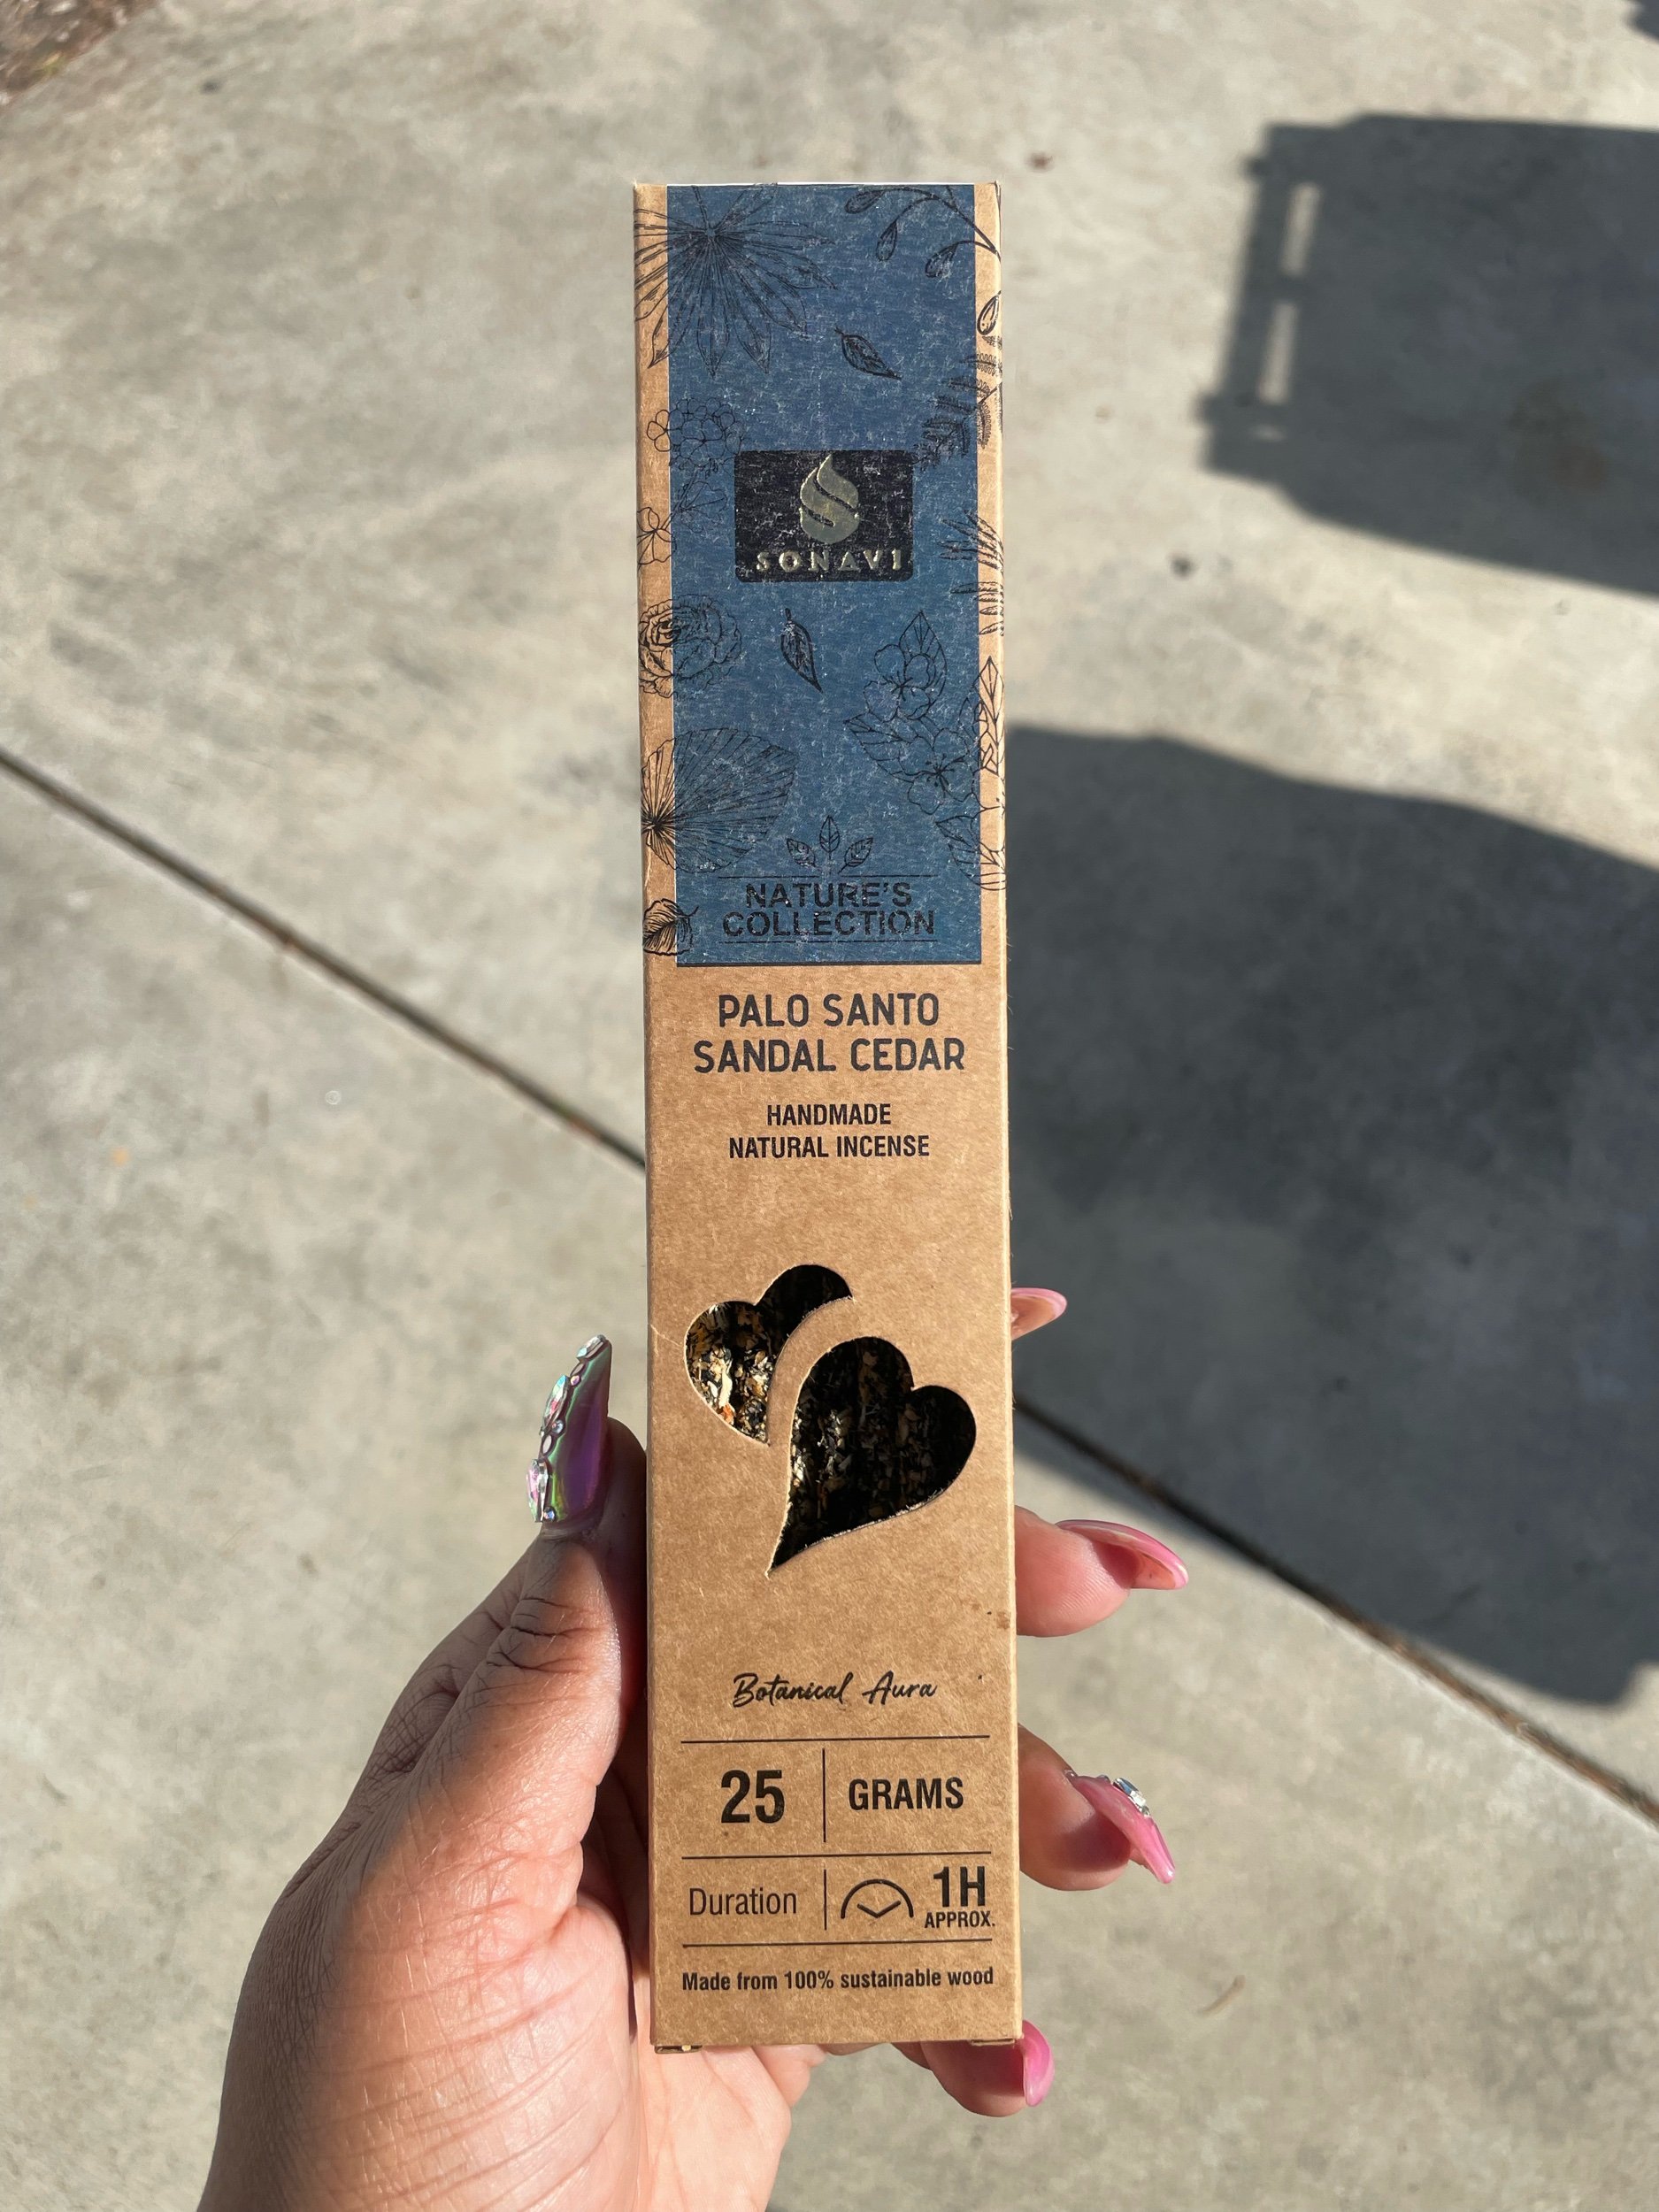 SONAVI
NATURE'S
COLLECTION
PALO SANTO
SANDAL CEDAR
HANDMADE
NATURAL INCENSE
Botanical Aura
25 GRAMS
Duration 1H
APPROX.
Made from 100% sustainable wood